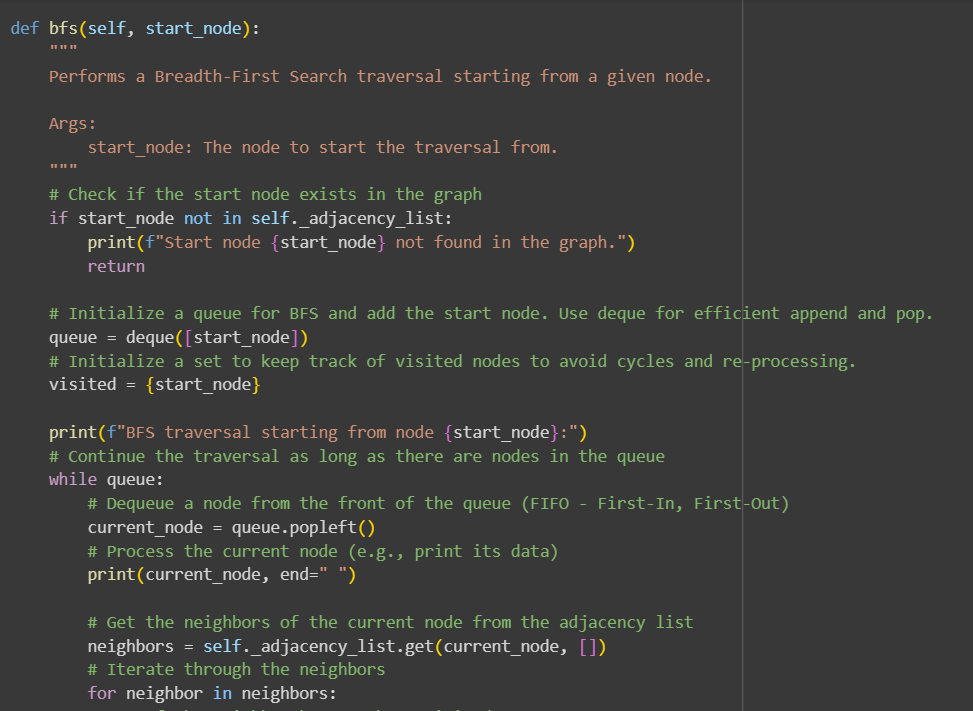 def bfs(self, start_node):
    """
    Performs a Breadth-First Search traversal starting from a given node.

    Args:
        start_node: The node to start the traversal from.
    """
    # Check if the start node exists in the graph
    if start_node not in self._adjacency_list:
        print(f"Start node {start_node} not found in the graph.")
        return

    # Initialize a queue for BFS and add the start node. Use deque for efficient append and pop.
    queue = deque([start_node])
    # Initialize a set to keep track of visited nodes to avoid cycles and re-processing.
    visited = {start_node}

    print(f"BFS traversal starting from node {start_node}:")
    # Continue the traversal as long as there are nodes in the queue
    while queue:
        # Dequeue a node from the front of the queue (FIFO - First-In, First-Out)
        current_node = queue.popleft()
        # Process the current node (e.g., print its data)
        print(current_node, end=" ")

        # Get the neighbors of the current node from the adjacency list
        neighbors = self._adjacency_list.get(current_node, [])
        # Iterate through the neighbors
        for neighbor in neighbors: